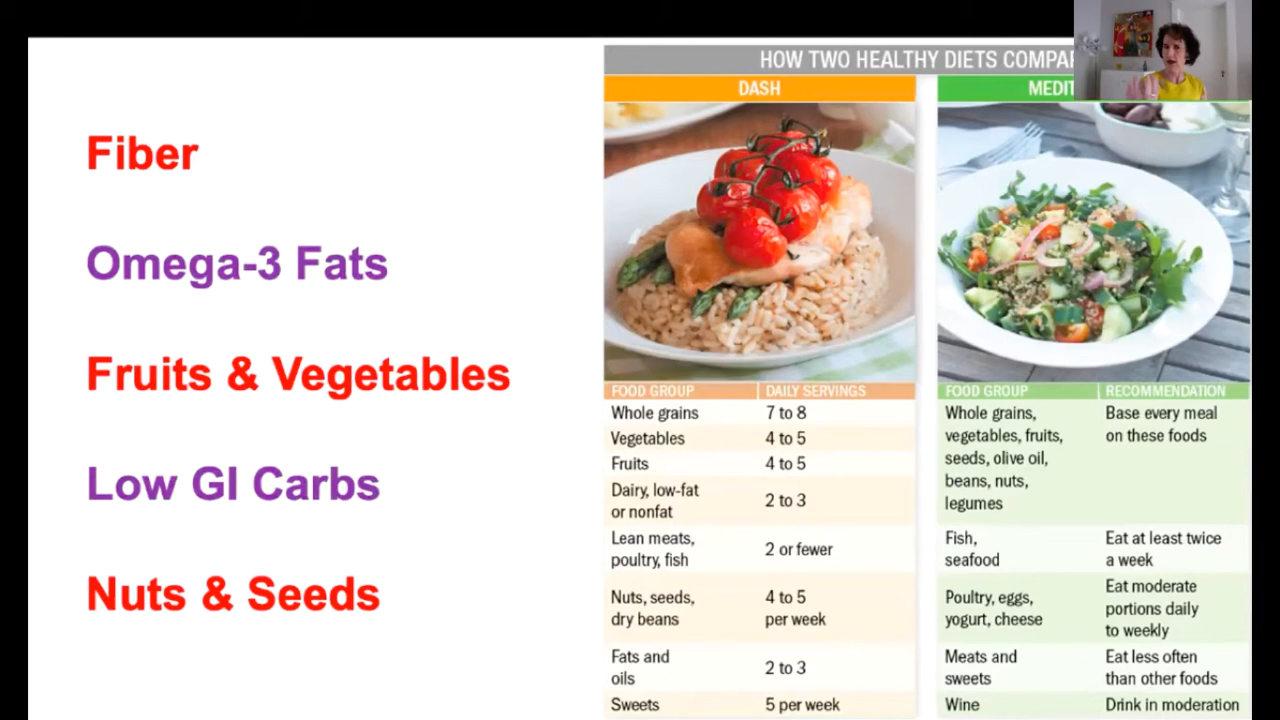 Fiber
Omega-3 Fats
Fruits & Vegetables
Low GI Carbs
Nuts & Seeds
HOW TWO HEALTHY DIETS
DASH
FOOD GROUP DAILY SERVINGS
Whole grains 7 to 8
Vegetables 4 to 5
Fruits 4 to 5
Dairy, low-fat
or nonfat
2 to 3
Lean meats,
poultry, fish
2 or fewer
Nuts, seeds,
dry beans
4 to 5
per week
Fats and
oils
2 to 3
Sweets 5 per week
FOOD GROUP RECOMMENDATION
Whole grains,
vegetables, fruits,
seeds, olive oil,
beans, nuts,
legumes
Base every meal
on these foods
Fish,
seafood
Eat at least twice
a week
Poultry, eggs,
yogurt, cheese
Eat moderate
portions daily
to weekly
Meats and
sweets
Eat less often
than other foods
Wine Drink in moderation